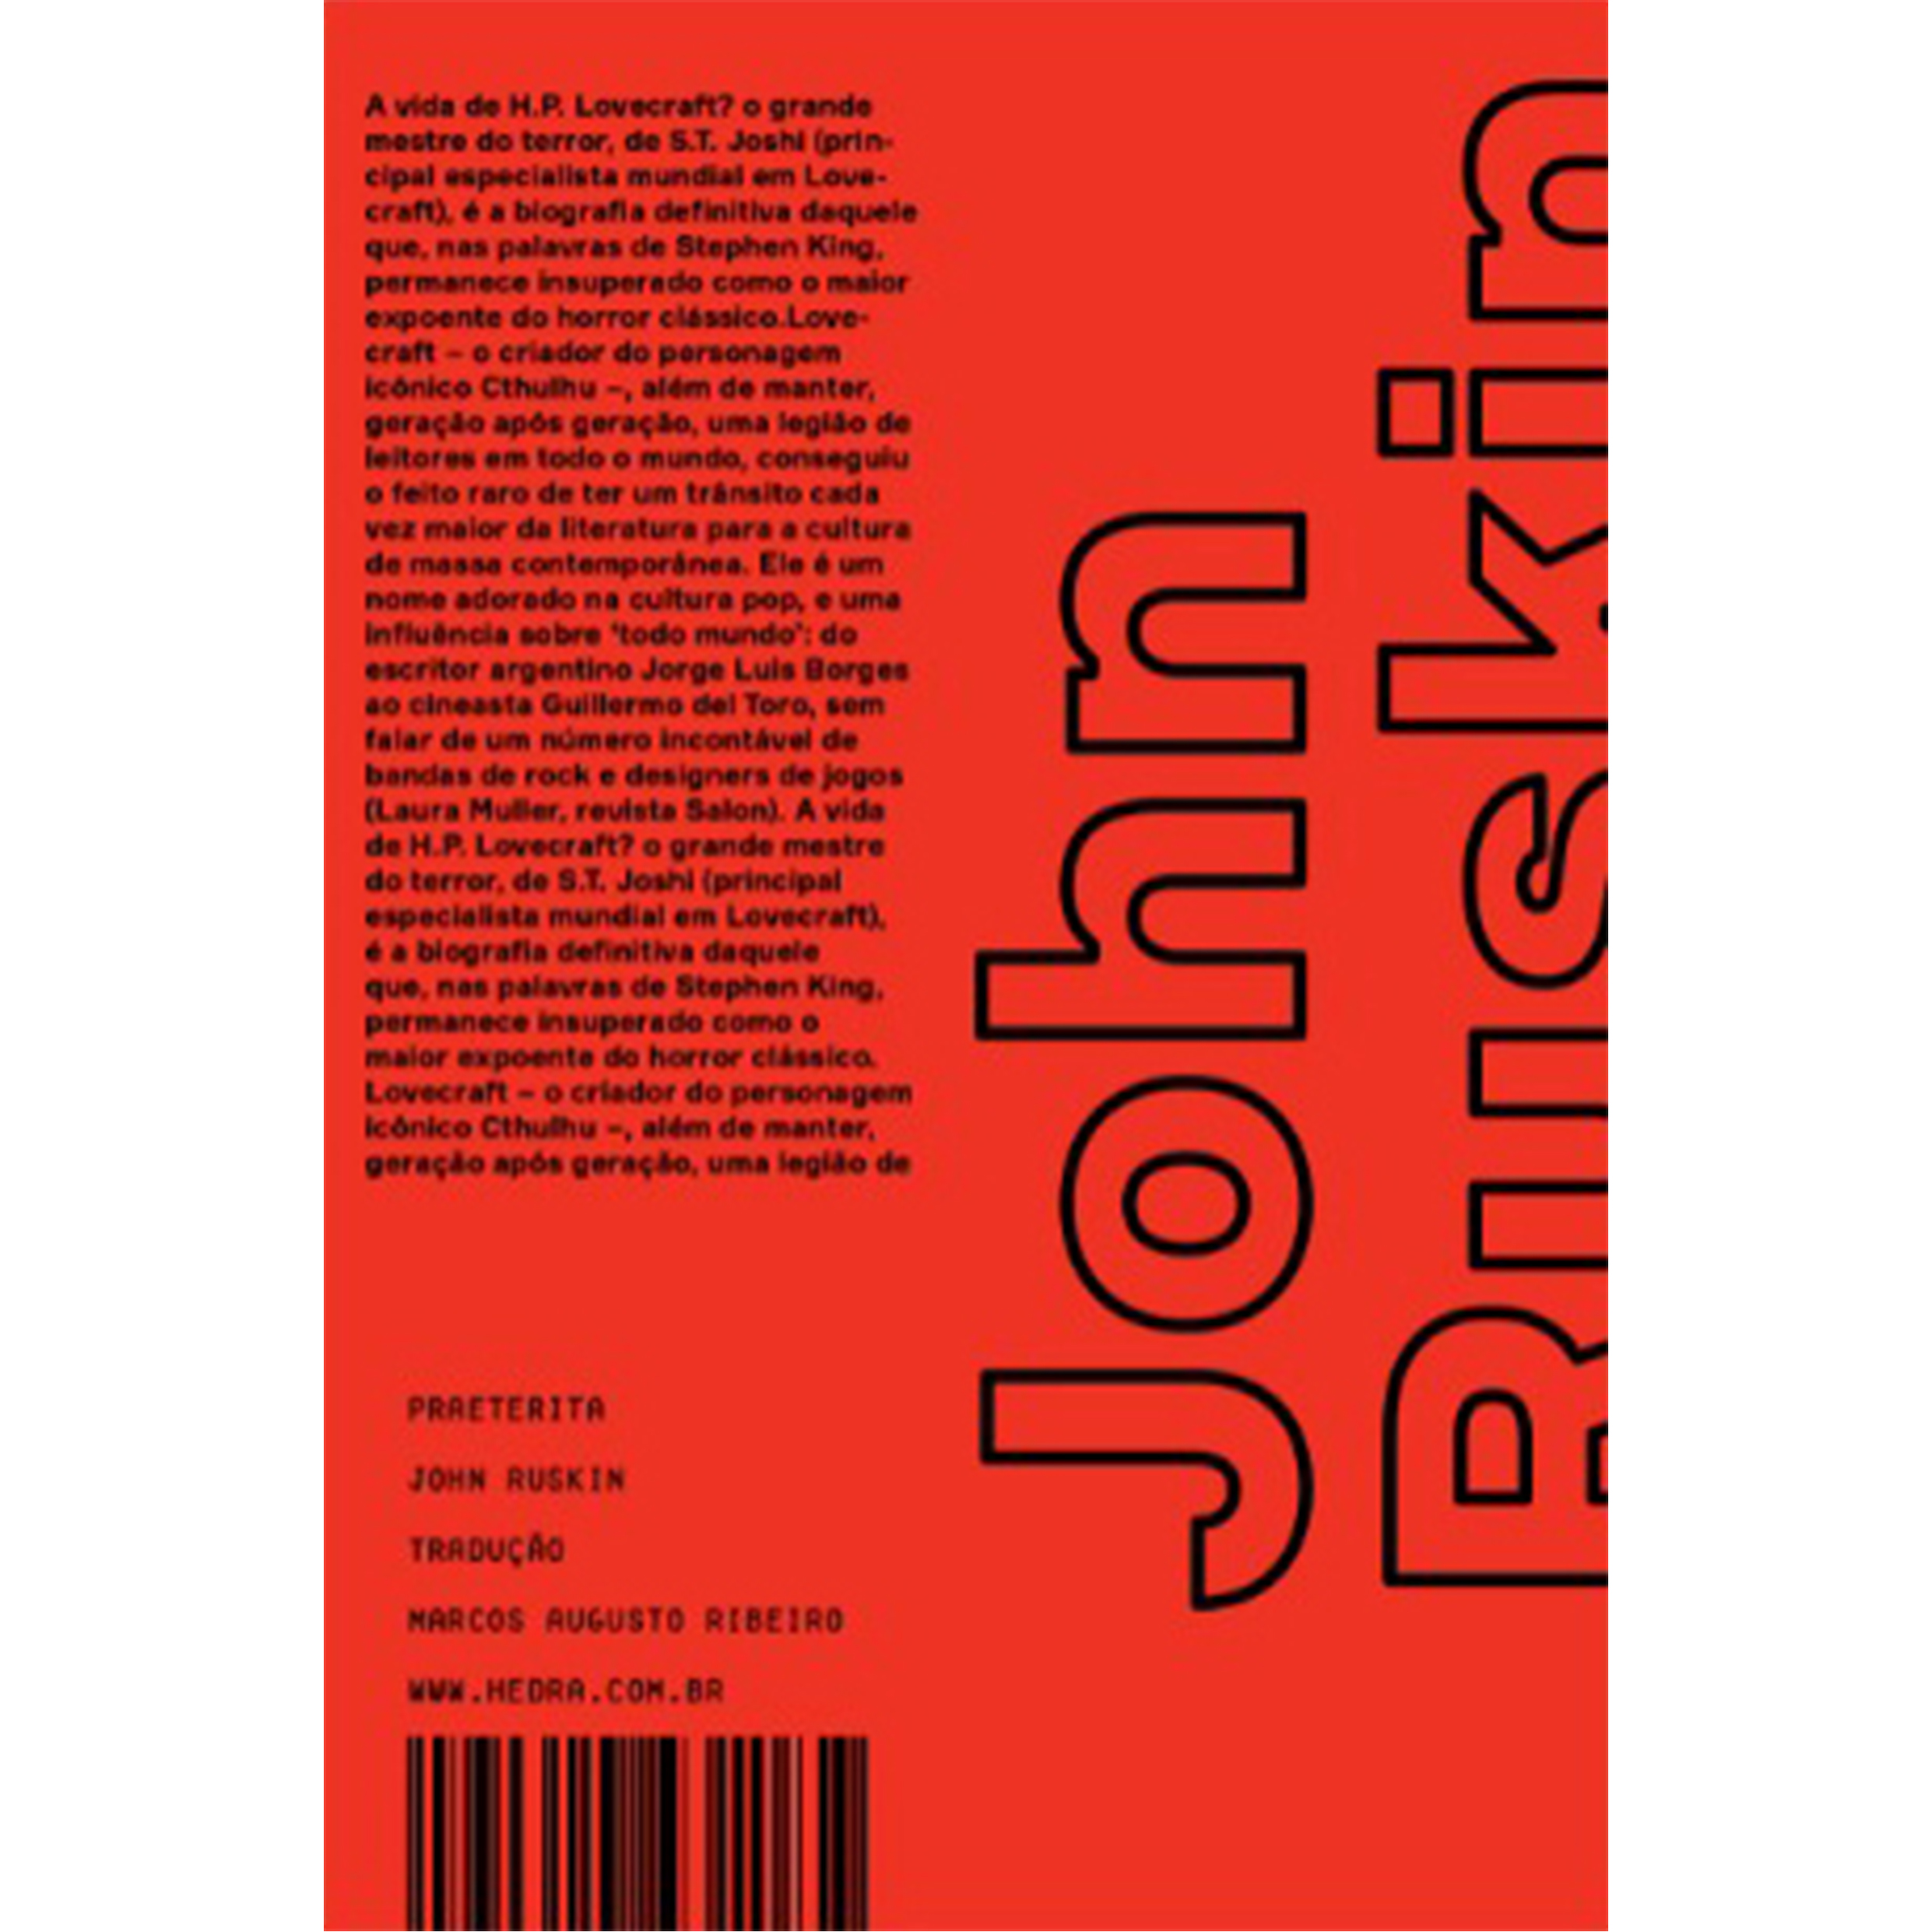 A vida de H.P. Lovecraft? o grande
mestre do terror, de S.T. Joshi (prin-
cipal especialista mundial em Love-
craft), é a biografia definitiva daquele
que, nas palavras de Stephen King,
permanece insuperado como o maior
expoente do horror clássico.Love-
craft – o criador do personagem
icônico Cthulhu –, além de manter,
geração após geração, uma legião de
leitores em todo o mundo, conseguiu
o feito raro de ter um trânsito cada
vez maior da literatura para a cultura
de massa contemporânea. Ele é um
nome adorado na cultura pop, e uma
influência sobre ‘todo mundo’: do
escritor argentino Jorge Luis Borges
ao cineasta Guillermo del Toro, sem
falar de um número incontável de
bandas de rock e designers de jogos
(Laura Muller, revista Salon). A vida
de H.P. Lovecraft? o grande mestre
do terror, de S.T. Joshi (principal
especialista mundial em Lovecraft),
é a biografia definitiva daquele
que, nas palavras de Stephen King,
permanece insuperado como o
maior expoente do horror clássico.
Lovecraft – o criador do personagem
icônico Cthulhu –, além de manter,
geração após geração, uma legião de
PRAETERITA
JOHN RUSKIN
TRADUÇÃO
MARCOS AUGUSTO RIBEIRO
WWW.HEDRA.COM.BR
John
Ruskin